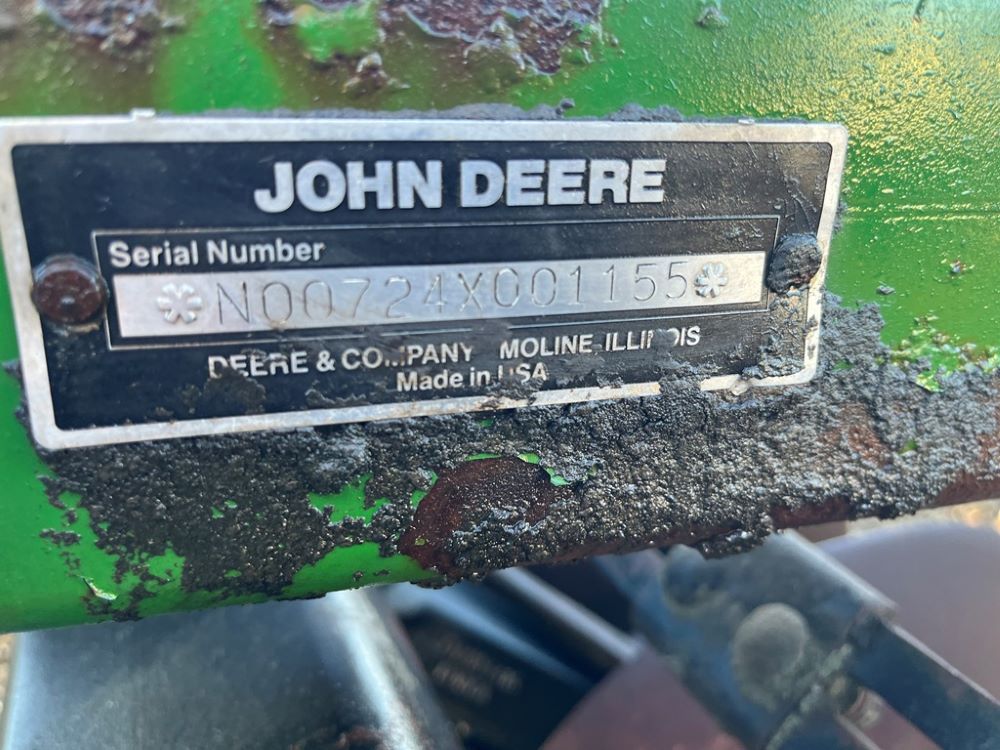 JOHN DEERE
Serial Number
*N00724X001155*
DEERE & COMPANY MOLINE, ILLINOIS
Made in USA